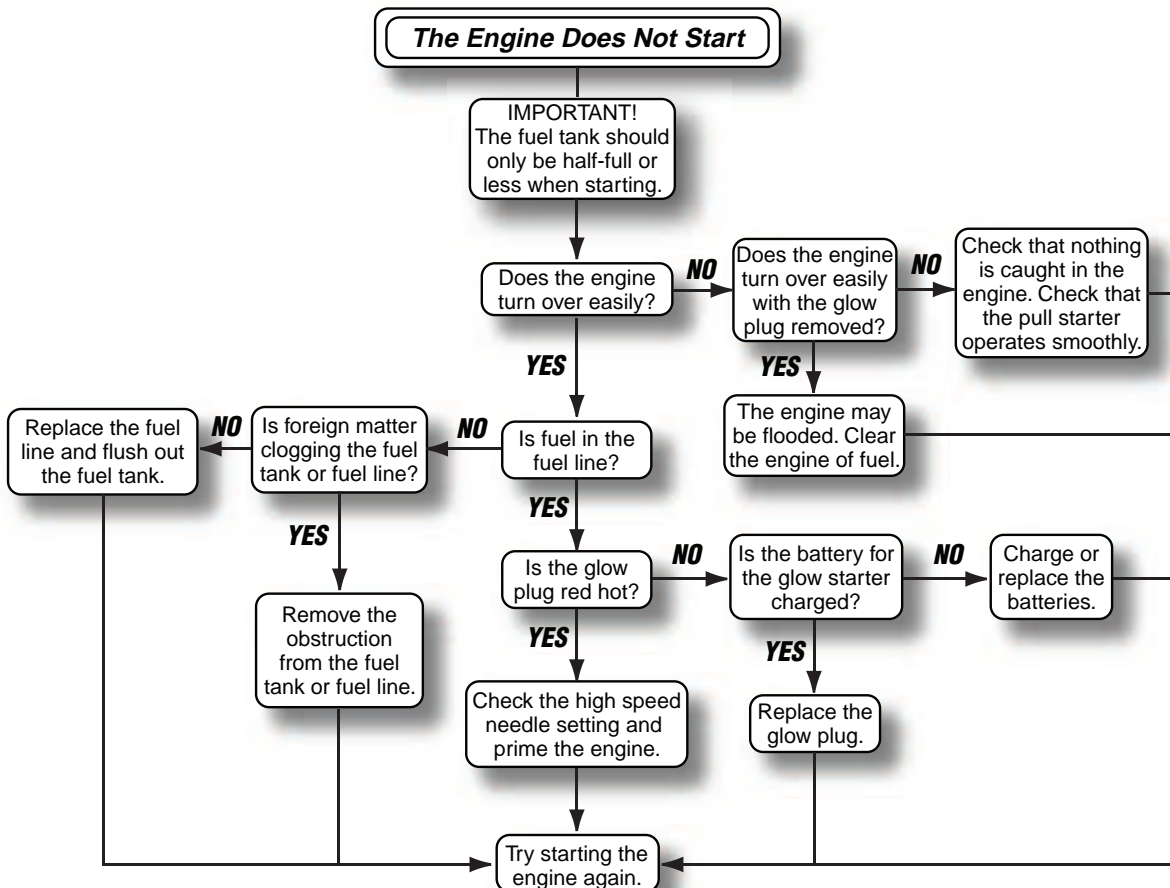 The Engine Does Not Start
IMPORTANT!
The fuel tank should
only be half-full or
less when starting.
Does the engine
turn over easily?
NO
Does the engine
turn over easily
with the glow
plug removed?
NO
Check that nothing
is caught in the
engine. Check that
the pull starter
operates smoothly.
YES
YES
The engine may
be flooded. Clear
the engine of fuel.
Is fuel in the
fuel line?
NO
Is foreign matter
clogging the fuel
tank or fuel line?
NO
Replace the fuel
line and flush out
the fuel tank.
YES
Remove the
obstruction
from the fuel
tank or fuel line.
YES
Is the glow
plug red hot?
NO
Is the battery for
the glow starter
charged?
NO
Charge or
replace the
batteries.
YES
Replace the
glow plug.
YES
Check the high speed
needle setting and
prime the engine.
Try starting the
engine again.